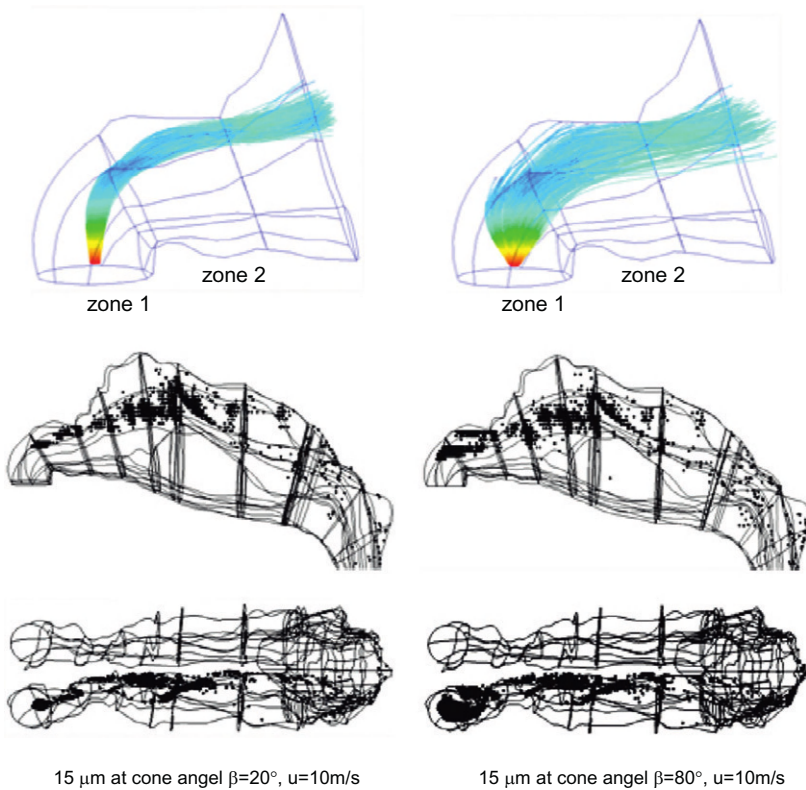 zone 2
zone 2
zone 1
zone 1
15 μm at cone angel β=20°, u=10m/s
15 μm at cone angel β=80°, u=10m/s